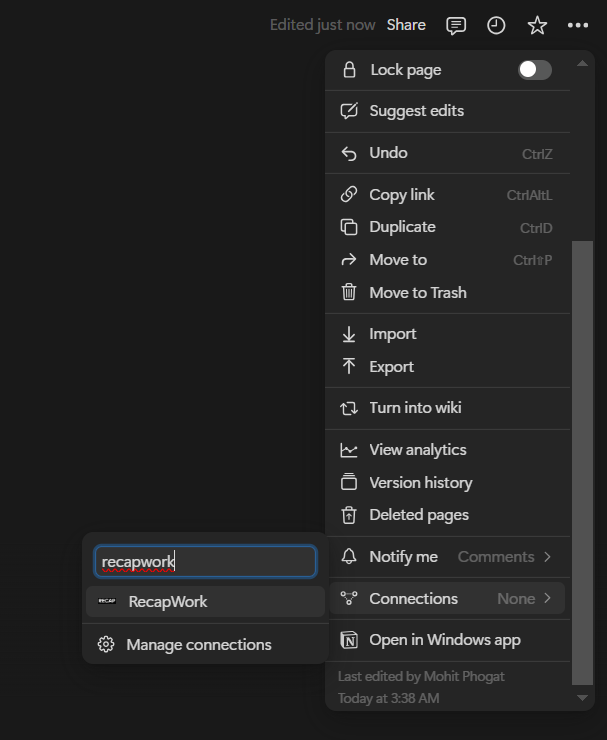 Edited just now Share
Lock page
Suggest edits
Undo CtrlZ
Copy link CtrlAltL
Duplicate CtrlD
Move to Ctrl⇧P
Move to Trash
Import
Export
Turn into wiki
View analytics
Version history
Deleted pages
Notify me Comments
Connections None
Open in Windows app
Last edited by Mohit Phogat
Today at 3:38 AM
recapwork
RECAP RecapWork
Manage connections